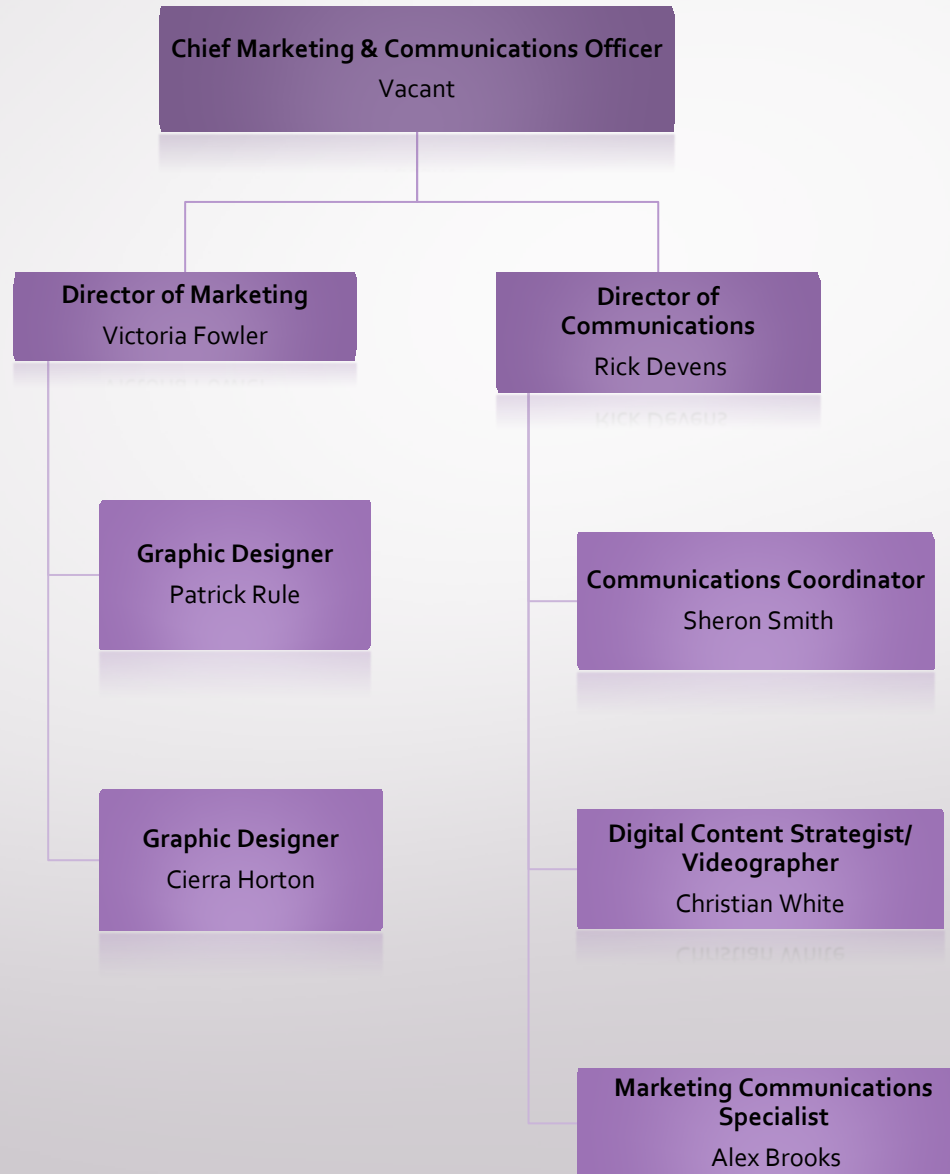 Chief Marketing & Communications Officer
Vacant
Director of Marketing
Victoria Fowler
Graphic Designer
Patrick Rule
Graphic Designer
Cierra Horton
Director of
Communications
Rick Devens
Communications Coordinator
Sheron Smith
Digital Content Strategist/
Videographer
Christian White
Marketing Communications
Specialist
Alex Brooks